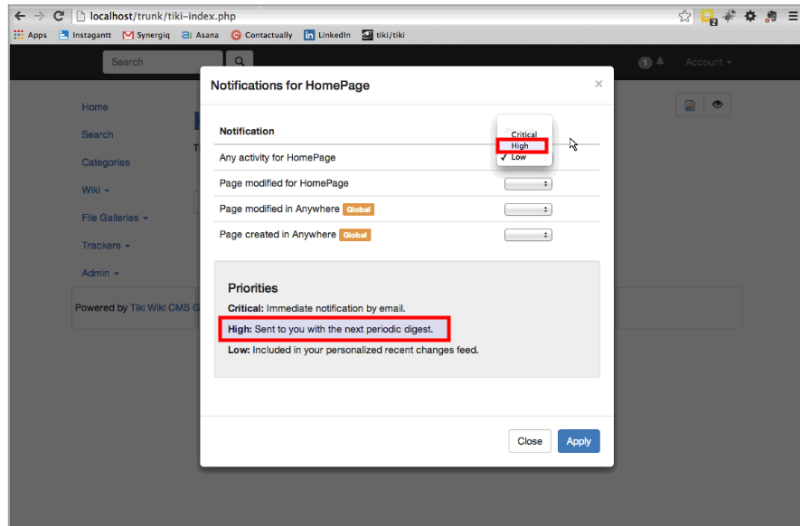 localhost/trunk/tiki-index.php
Apps Instagantt Synergiq Asana Contactually LinkedIn tiki/tiki
Search 1 Account
Notifications for HomePage ×
Home
Search
Categories
Wiki
File Galleries
Trackers
Admin
Powered by Tiki Wiki CMS G
Notification
Critical
High
✓ Low
Any activity for HomePage
Page modified for HomePage
Page modified in Anywhere Global
Page created in Anywhere Global
Priorities
Critical: Immediate notification by email.
High: Sent to you with the next periodic digest.
Low: Included in your personalized recent changes feed.
Close Apply